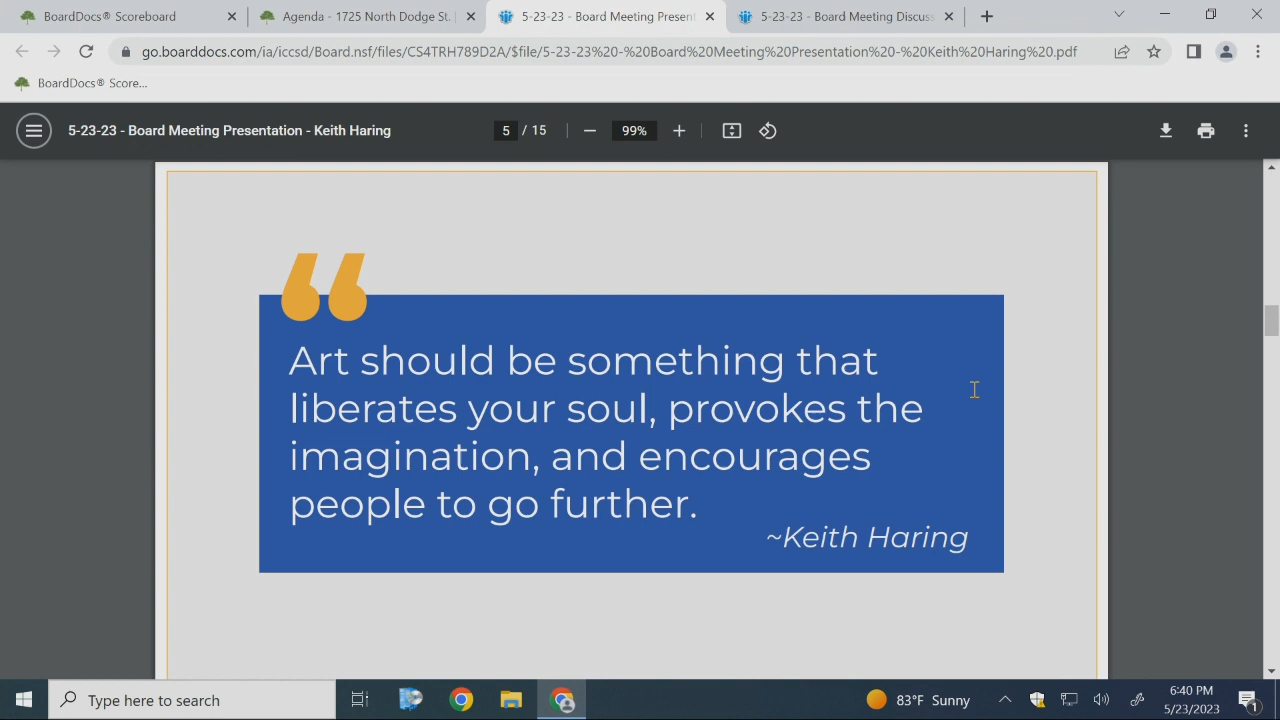 BoardDocs® Scoreboard
Agenda - 1725 North Dodge St.
5-23-23 - Board Meeting Present
5-23-23 - Board Meeting Discuss
go.boarddocs.com/ia/iccsd/Board.nsf/files/CS4TRH789D2A/$file/5-23-23%20-%20Board%20Meeting%20Presentation%20-%20Keith%20Haring%20.pdf
BoardDocs® Score...
5-23-23 - Board Meeting Presentation - Keith Haring
5 / 15
99%
“
Art should be something that
liberates your soul, provokes the
imagination, and encourages
people to go further.
~Keith Haring
Type here to search
83°F Sunny
6:40 PM
5/23/2023
1